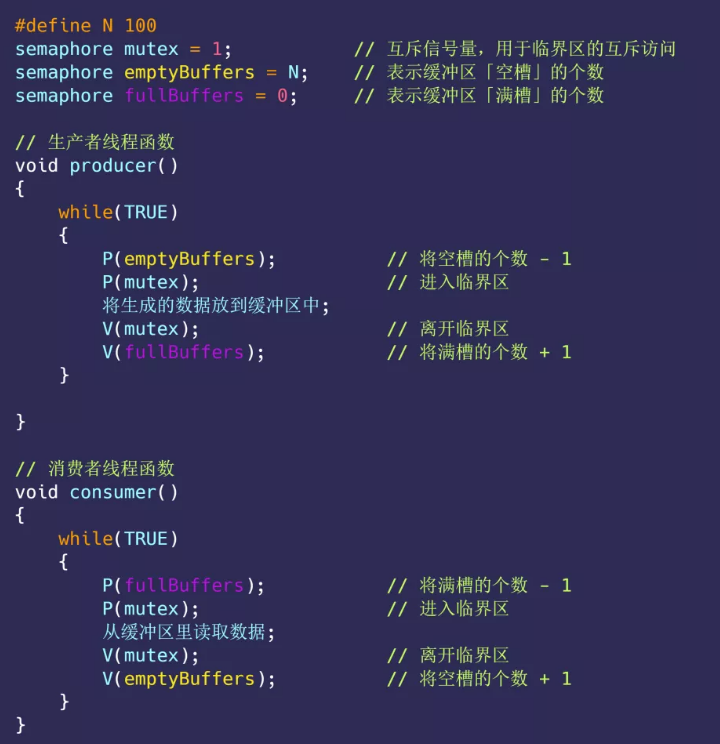 #define N 100
semaphore mutex = 1; // 互斥信号量，用于临界区的互斥访问
semaphore emptyBuffers = N; // 表示缓冲区「空槽」的个数
semaphore fullBuffers = 0; // 表示缓冲区「满槽」的个数
// 生产者线程函数
void producer()
{
while(TRUE)
{
P(emptyBuffers); // 将空槽的个数 - 1
P(mutex); // 进入临界区
将生成的数据放到缓冲区中;
V(mutex); // 离开临界区
V(fullBuffers); // 将满槽的个数 + 1
}
}
// 消费者线程函数
void consumer()
{
while(TRUE)
{
P(fullBuffers); // 将满槽的个数 - 1
P(mutex); // 进入临界区
从缓冲区里读取数据;
V(mutex); // 离开临界区
V(emptyBuffers); // 将空槽的个数 + 1
}
}